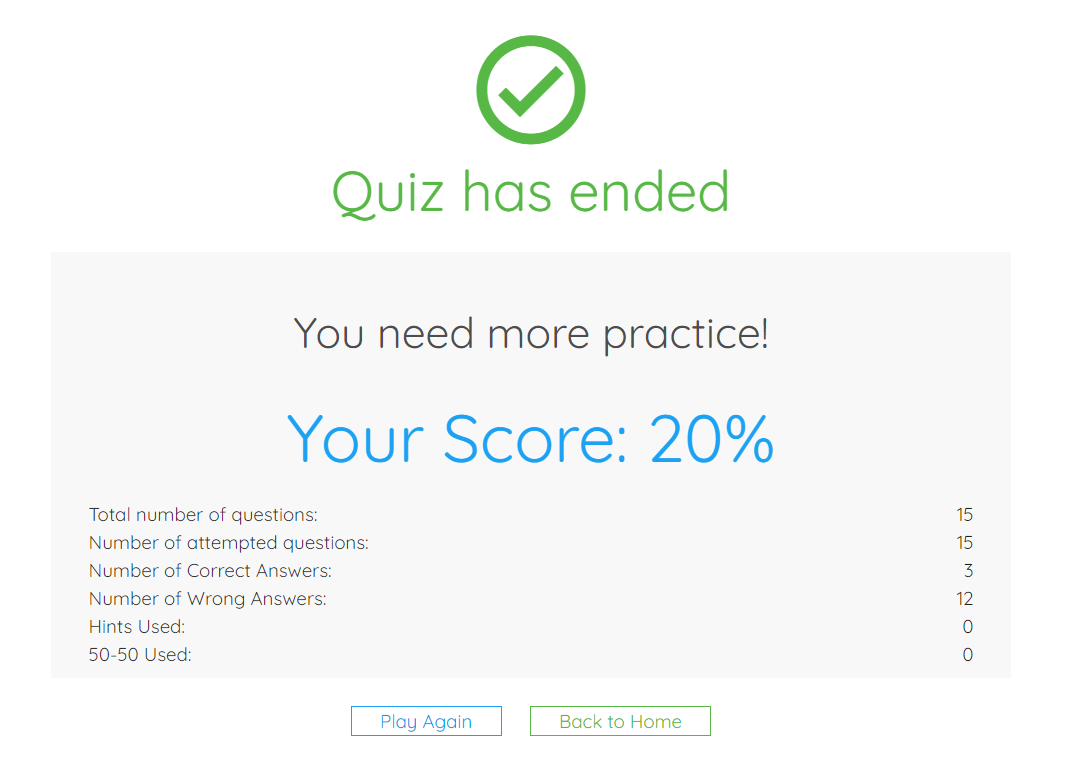 Quiz has ended
You need more practice!
Your Score: 20%
Total number of questions: 15
Number of attempted questions: 15
Number of Correct Answers: 3
Number of Wrong Answers: 12
Hints Used: 0
50-50 Used: 0
Play Again Back to Home